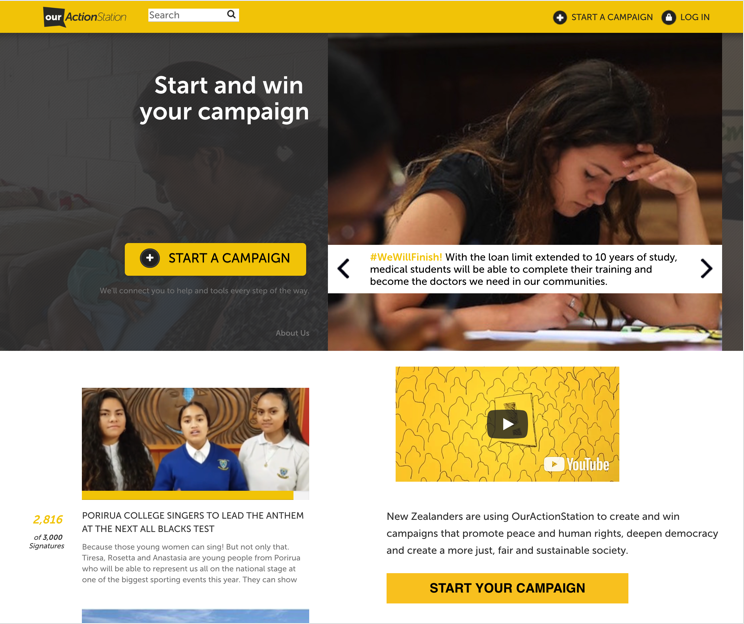 our ActionStation
Search
START A CAMPAIGN
LOG IN
Start and win
your campaign
START A CAMPAIGN
We'll connect you to help and tools every step of the way.
About Us
#WeWillFinish! With the loan limit extended to 10 years of study,
medical students will be able to complete their training and
become the doctors we need in our communities.
2,816
of 3,000
Signatures
PORIRUA COLLEGE SINGERS TO LEAD THE ANTHEM
AT THE NEXT ALL BLACKS TEST
Because those young women can sing! But not only that.
Tiresa, Rosetta and Anastasia are young people from Porirua
who will be able to represent us all on the national stage at
one of the biggest sporting events this year. They can show
YouTube
New Zealanders are using OurActionStation to create and win
campaigns that promote peace and human rights, deepen democracy
and create a more just, fair and sustainable society.
START YOUR CAMPAIGN